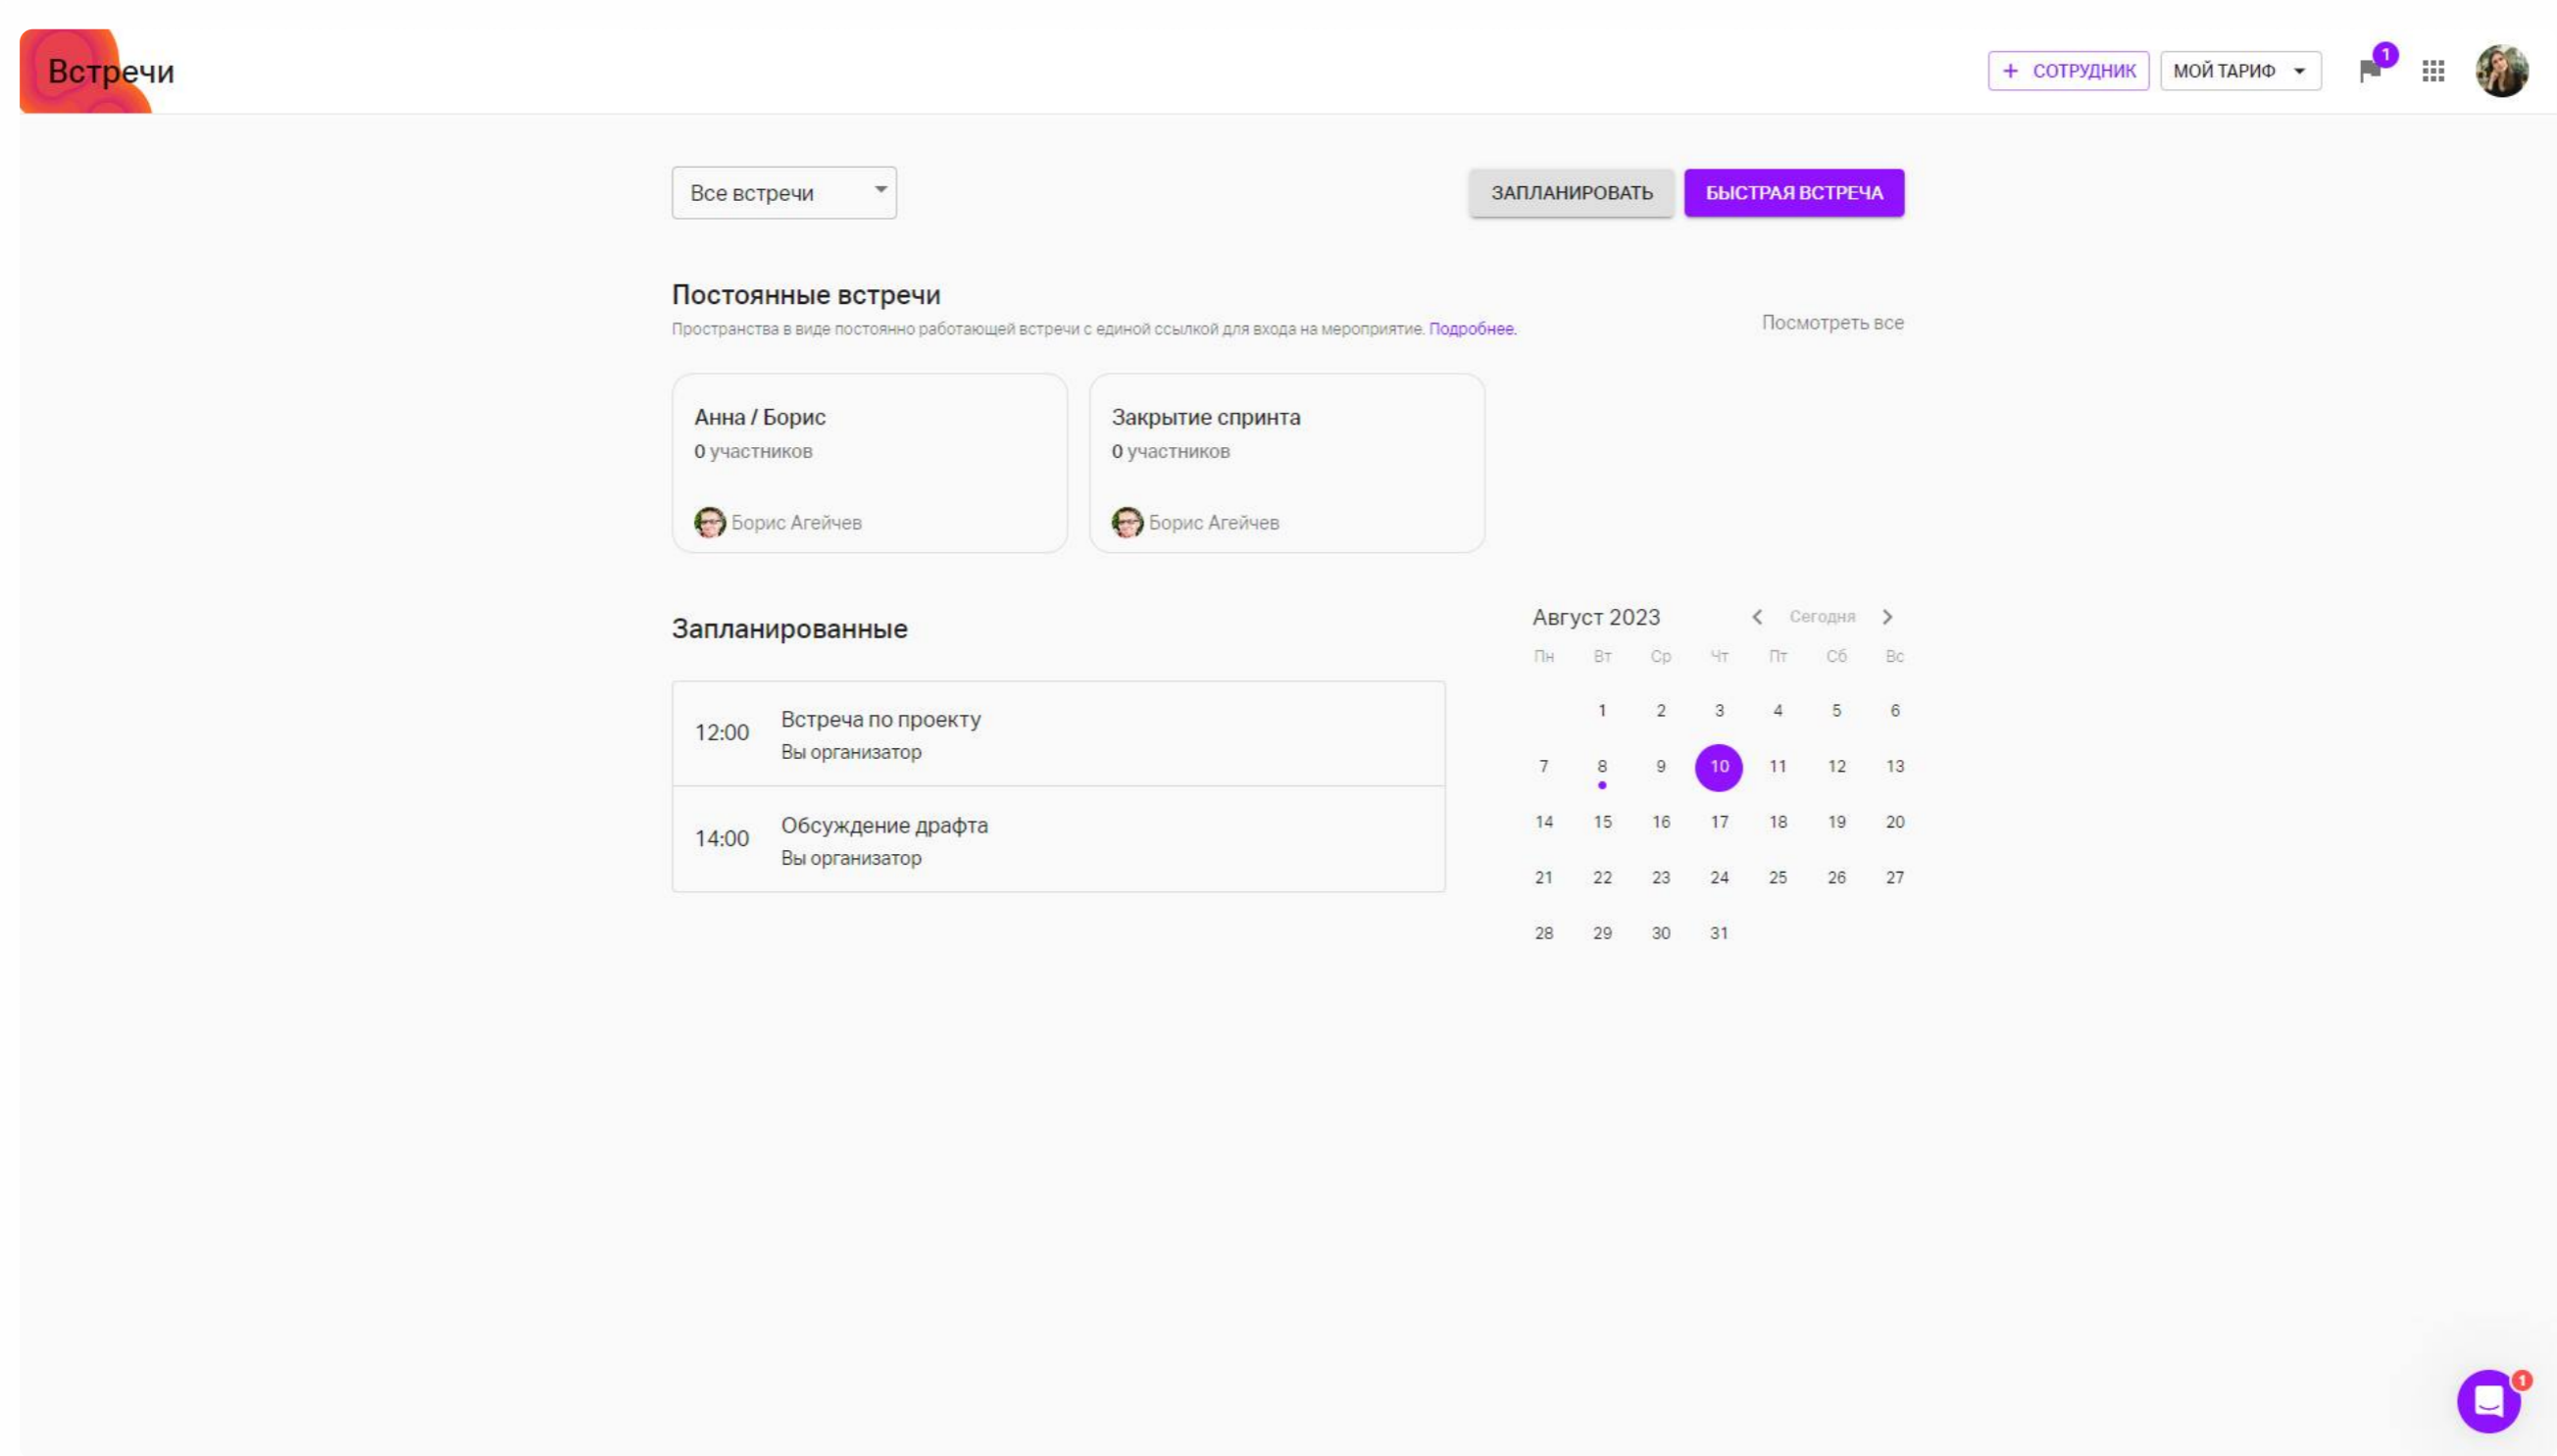 Встречи
+ СОТРУДНИК МОЙ ТАРИФ 1
Все встречи
ЗАПЛАНИРОВАТЬ БЫСТРАЯ ВСТРЕЧА
Постоянные встречи
Пространства в виде постоянно работающей встречи с единой ссылкой для входа на мероприятие. Подробнее.
Посмотреть все
Анна / Борис
0 участников
Борис Агейчев
Закрытие спринта
0 участников
Борис Агейчев
Запланированные
12:00
Встреча по проекту
Вы организатор
14:00
Обсуждение драфта
Вы организатор
Август 2023 Сегодня
Пн Вт Ср Чт Пт Сб Вс
1 2 3 4 5 6
7 8 9 10 11 12 13
14 15 16 17 18 19 20
21 22 23 24 25 26 27
28 29 30 31
1